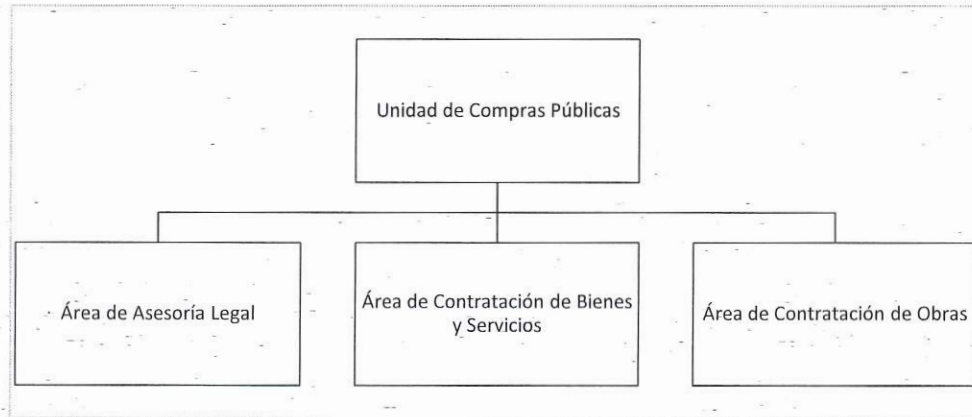 Unidad de Compras Públicas
Área de Asesoría Legal
Área de Contratación de Bienes
y Servicios
Área de Contratación de Obras